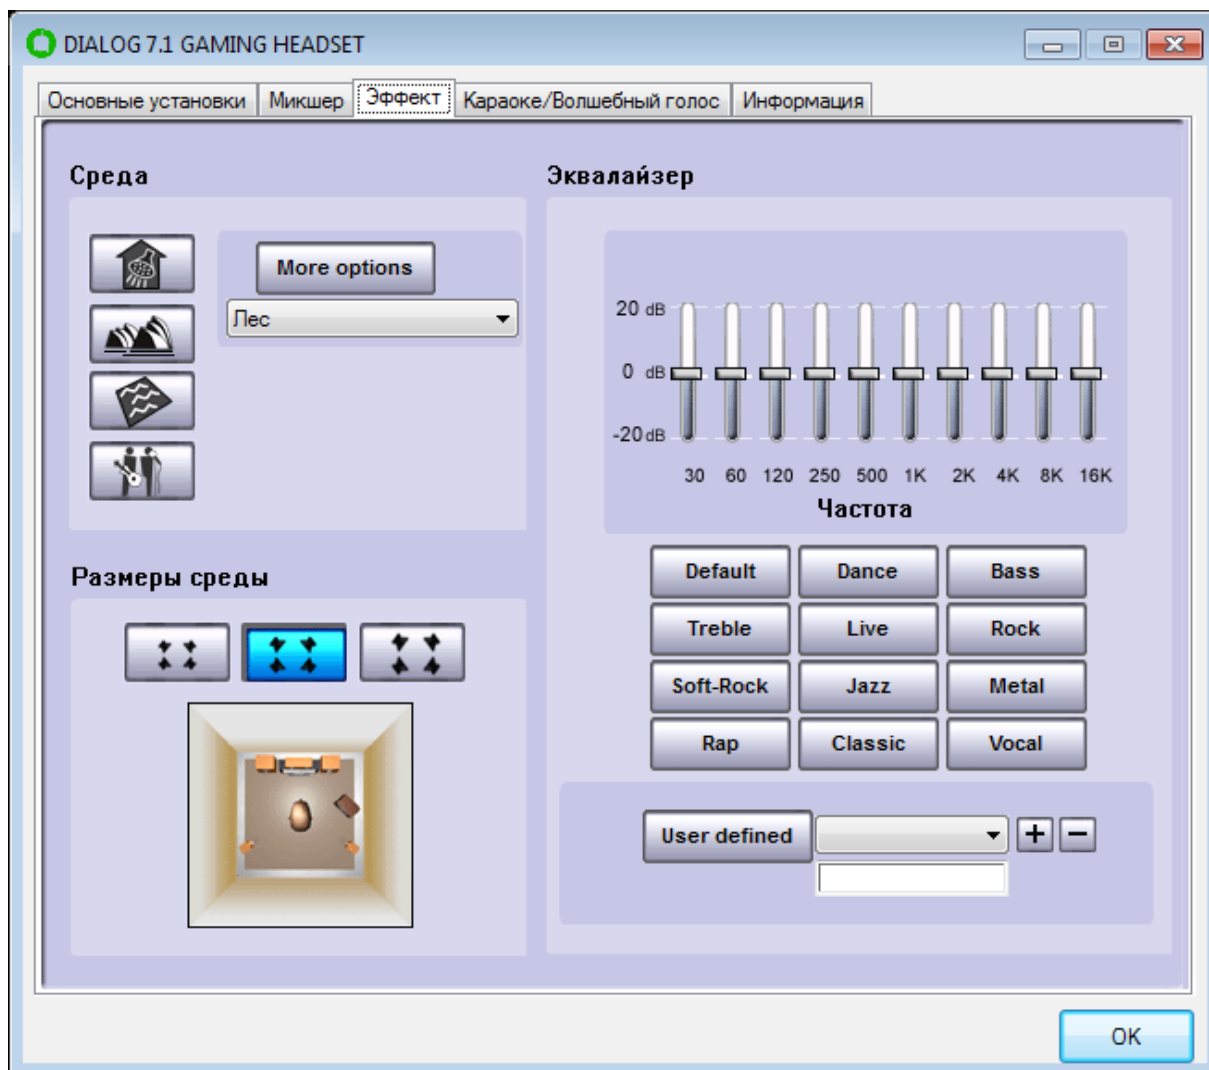 DIALOG 7.1 GAMING HEADSET
Основные установки Микшер Эффект Караоке/Волшебный голос Информация
Среда
More options
Лес
Размеры среды
Эквалайзер
20 dB
0 dB
-20 dB
30 60 120 250 500 1K 2K 4K 8K 16K
Частота
Default Dance Bass
Treble Live Rock
Soft-Rock Jazz Metal
Rap Classic Vocal
User defined + −
OK